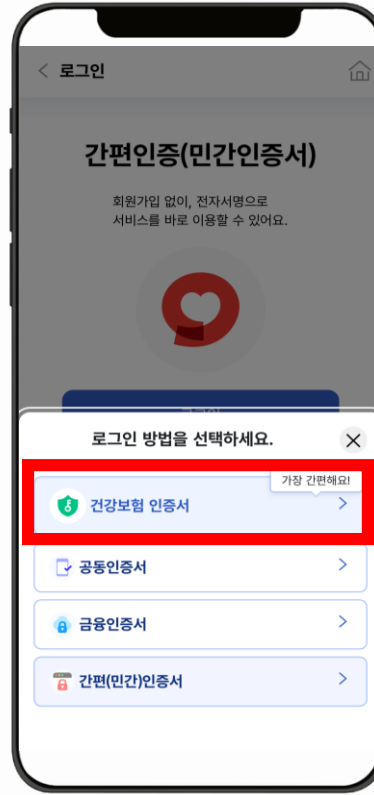 로그인
간편인증(민간인증서)
회원가입 없이, 전자서명으로
서비스를 바로 이용할 수 있어요.
로그인 방법을 선택하세요.
가장 간편해요!
건강보험 인증서
공동인증서
금융인증서
간편(민간)인증서